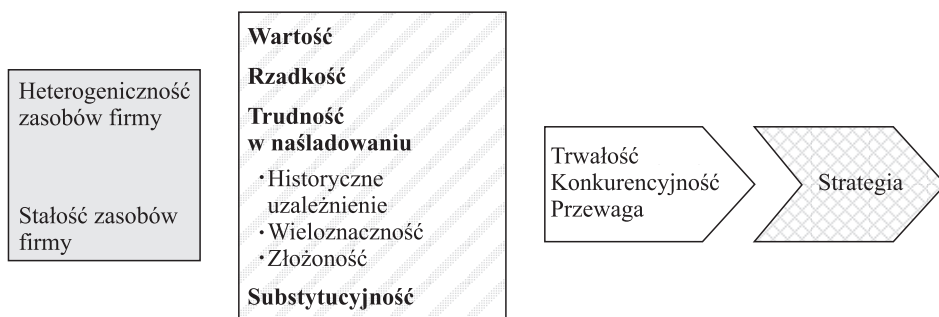 Heterogeniczność
zasobów firmy
Stałość zasobów
firmy
Wartość
Rzadkość
Trudność
w naśladowaniu
·Historyczne
uzależnienie
·Wieloznaczność
·Złożoność
Substytucyjność
Trwałość
Konkurencyjność
Przewaga
Strategia